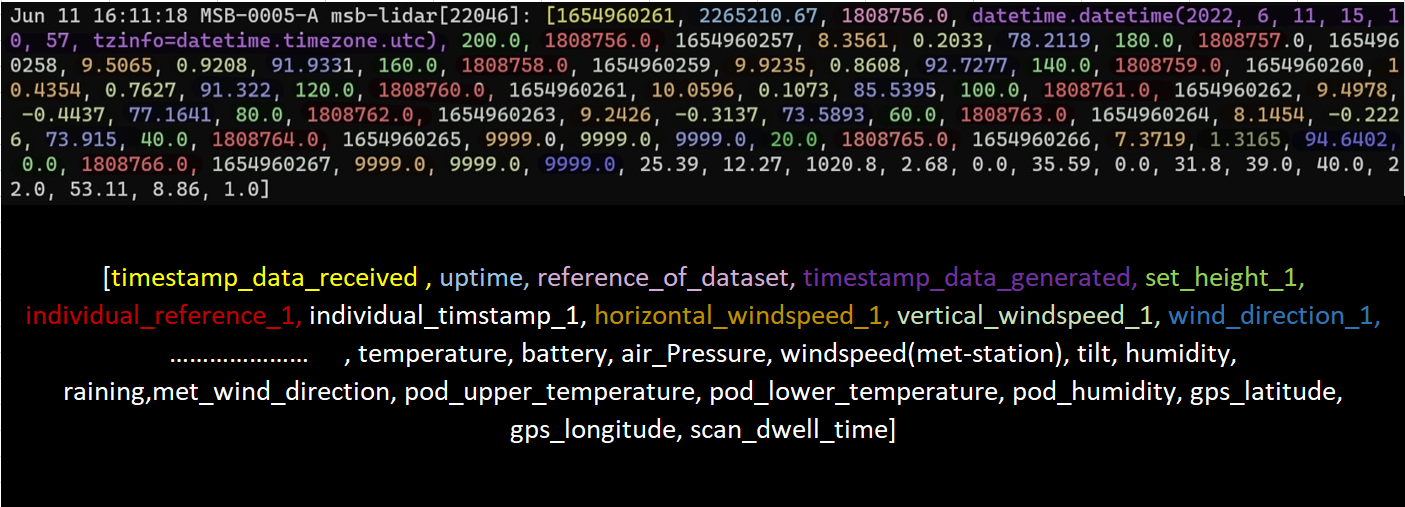 Jun 11 16:11:18 MSB-0005-A msb-lidar[22046]: [1654960261, 2265210.67, 1808756.0, datetime.datetime(2022, 6, 11, 15, 1
0, 57, tzinfo=datetime.timezone.utc), 200.0, 1808756.0, 1654960257, 8.3561, 0.2033, 78.2119, 180.0, 1808757.0, 165496
0258, 9.5065, 0.9208, 91.9331, 160.0, 1808758.0, 1654960259, 9.9235, 0.8608, 92.7277, 140.0, 1808759.0, 1654960260, 1
0.4354, 0.7627, 91.322, 120.0, 1808760.0, 1654960261, 10.0596, 0.1073, 85.5395, 100.0, 1808761.0, 1654960262, 9.4978,
-0.4437, 77.1641, 80.0, 1808762.0, 1654960263, 9.2426, -0.3137, 73.5893, 60.0, 1808763.0, 1654960264, 8.1454, -0.222
6, 73.915, 40.0, 1808764.0, 1654960265, 9999.0, 9999.0, 9999.0, 20.0, 1808765.0, 1654960266, 7.3719, 1.3165, 94.6402,
0.0, 1808766.0, 1654960267, 9999.0, 9999.0, 9999.0, 25.39, 12.27, 1020.8, 2.68, 0.0, 35.59, 0.0, 31.8, 39.0, 40.0, 22
2.0, 53.11, 8.86, 1.0]
[timestamp_data_received , uptime, reference_of_dataset, timestamp_data_generated, set_height_1,
individual_reference_1, individual_timstamp_1, horizontal_windspeed_1, vertical_windspeed_1, wind_direction_1,
………………… , temperature, battery, air_Pressure, windspeed(met-station), tilt, humidity,
raining,met_wind_direction, pod_upper_temperature, pod_lower_temperature, pod_humidity, gps_latitude,
gps_longitude, scan_dwell_time]